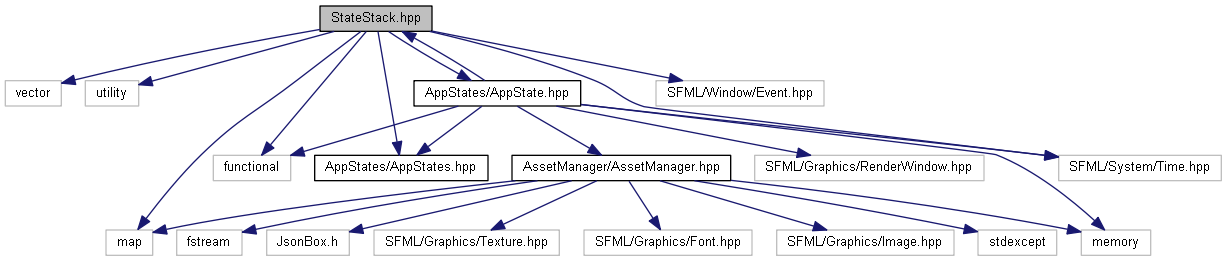 StateStack.hpp
vector
utility
AppStates/AppState.hpp
SFML/Window/Event.hpp
functional
AppStates/AppStates.hpp
AssetManager/AssetManager.hpp
SFML/Graphics/RenderWindow.hpp
SFML/System/Time.hpp
map
fstream
JsonBox.h
SFML/Graphics/Texture.hpp
SFML/Graphics/Font.hpp
SFML/Graphics/Image.hpp
stdexcept
memory